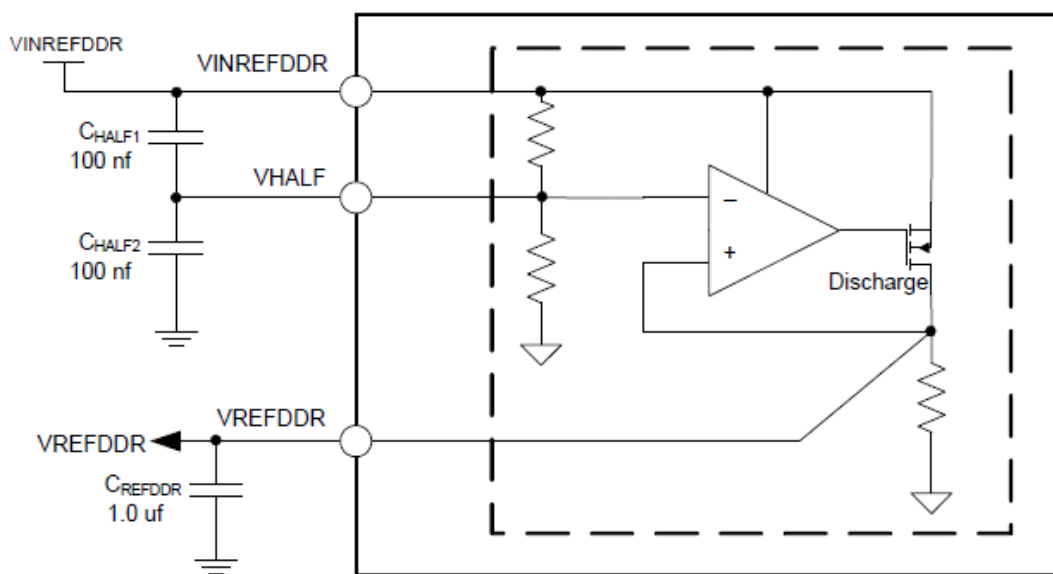 VINREFDDR
VINREFDDR
CHALF1
100 nf
VHALF
CHALF2
100 nf
−
+
Discharge
VREFDDR
VREFDDR
CREFDDR
1.0 uf